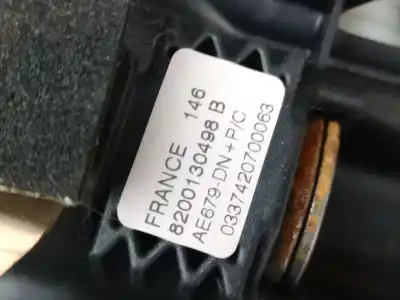 FRANCE 146
8200130498 B
AE679-DN+P/C
0337420700063